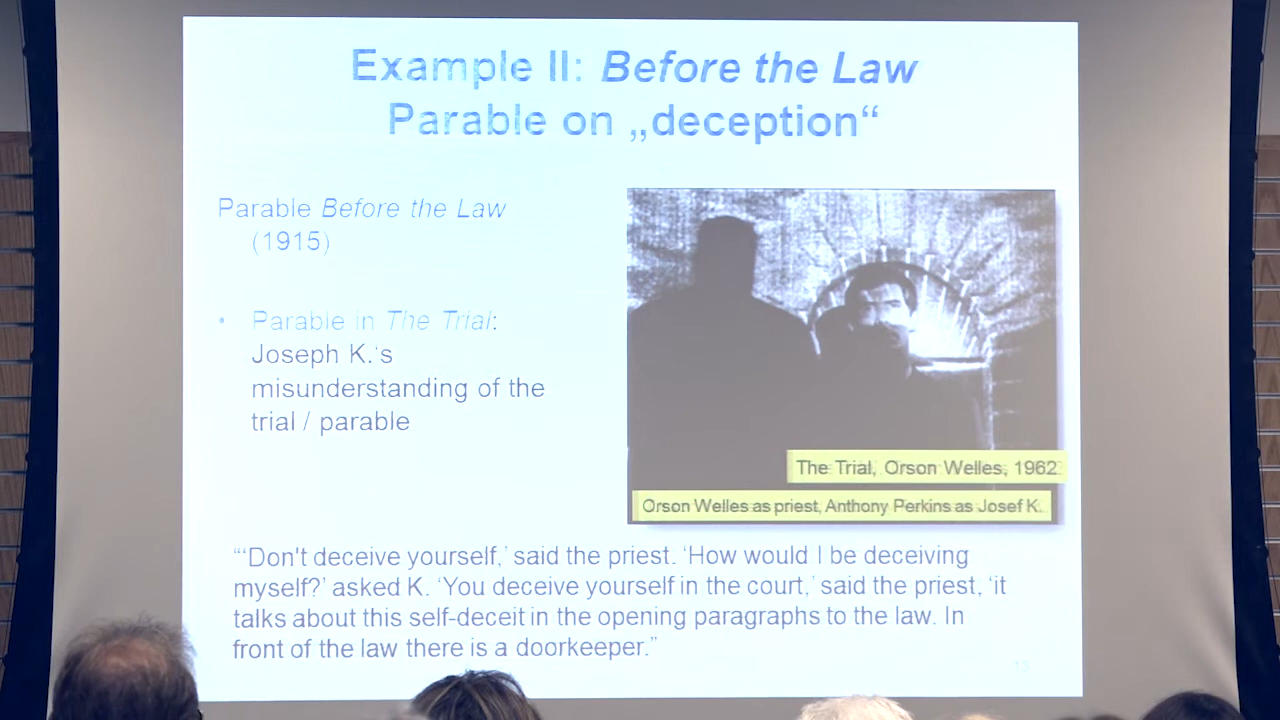 Example II: Before the Law
Parable on „deception“
Parable Before the Law
(1915)
• Parable in The Trial:
Joseph K.‘s
misunderstanding of the
trial / parable
The Trial, Orson Welles, 1962
Orson Welles as priest, Anthony Perkins as Josef K.
“‘Don't deceive yourself,’ said the priest. ‘How would I be deceiving
myself?’ asked K. ‘You deceive yourself in the court,’ said the priest, ‘it
talks about this self-deceit in the opening paragraphs to the law. In
front of the law there is a doorkeeper.”